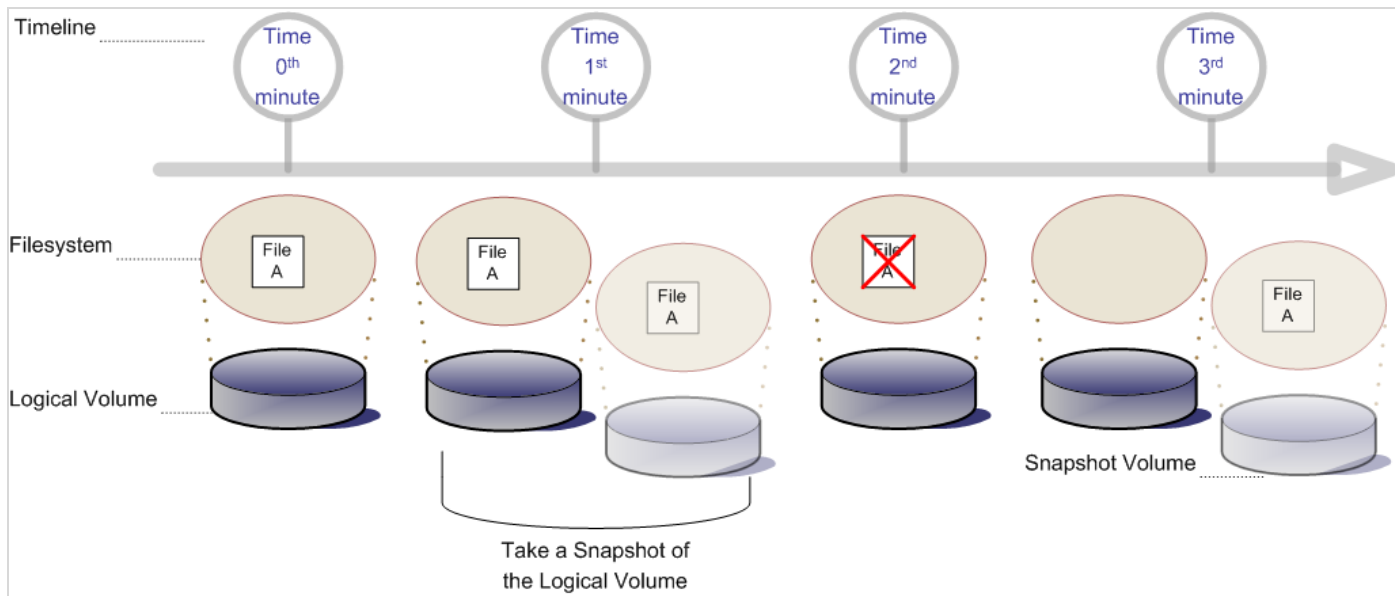 Timeline
Time
0th
minute
Time
1st
minute
Time
2nd
minute
Time
3rd
minute
Filesystem
File
A
File
A
File
A
File
A
File
A
Logical Volume
Snapshot Volume
Take a Snapshot of
the Logical Volume